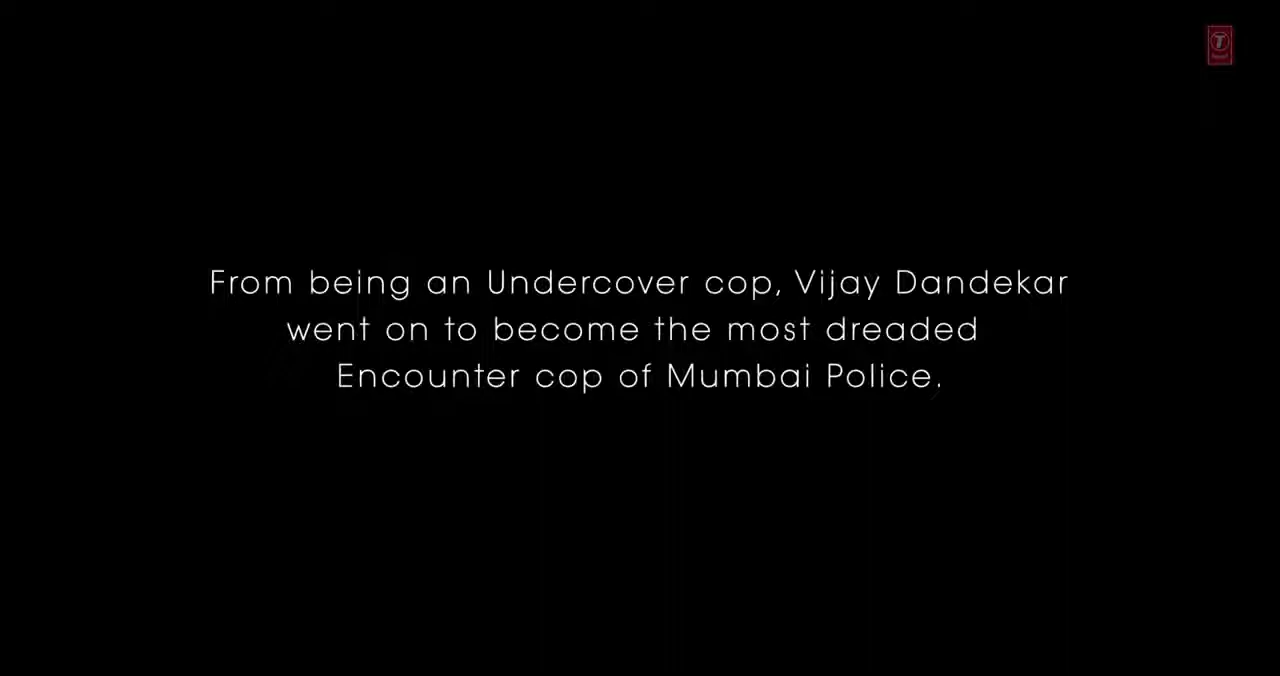 From being an Undercover cop, Vijay Dandekar
went on to become the most dreaded
Encounter cop of Mumbai Police.
T